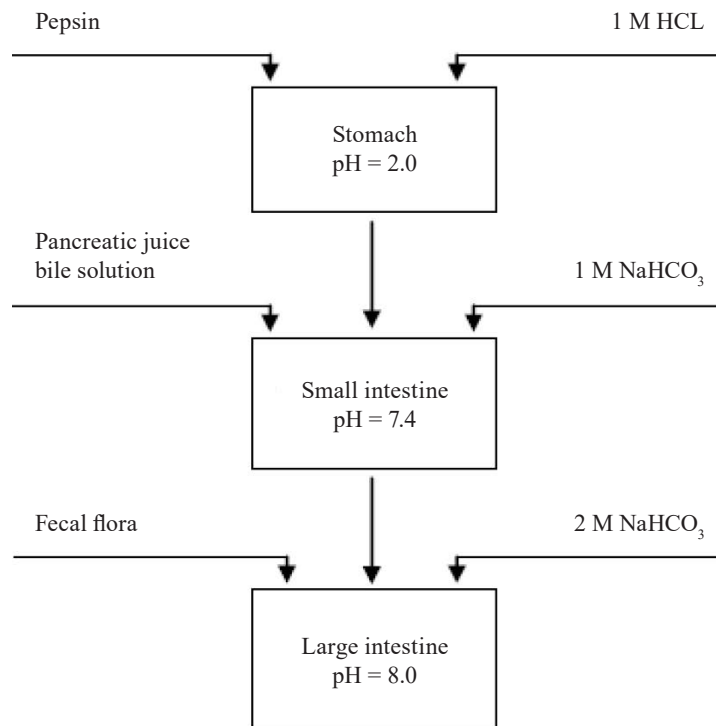 Pepsin
1 M HCL
Stomach
pH = 2.0
Pancreatic juice
bile solution
1 M NaHCO₃
Small intestine
pH = 7.4
Fecal flora
2 M NaHCO₃
Large intestine
pH = 8.0